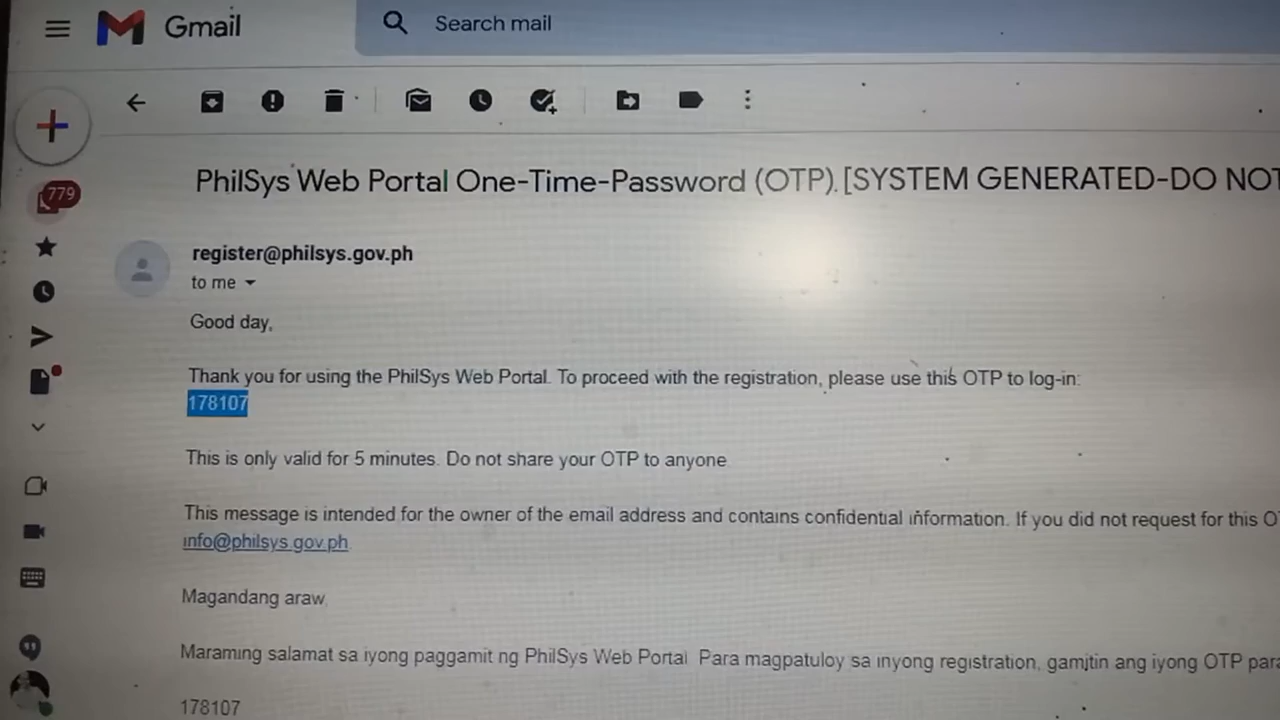 Gmail
Search mail
779
PhilSys Web Portal One-Time-Password (OTP) [SYSTEM GENERATED-DO NOT
register@philsys.gov.ph
to me
Good day,
Thank you for using the PhilSys Web Portal. To proceed with the registration, please use this OTP to log-in:
178107
This is only valid for 5 minutes. Do not share your OTP to anyone
This message is intended for the owner of the email address and contains confidential information. If you did not request for this O
info@philsys.gov.ph
Magandang araw,
Maraming salamat sa iyong paggamit ng PhilSys Web Portal Para magpatuloy sa inyong registration, gamitin ang iyong OTP para
178107